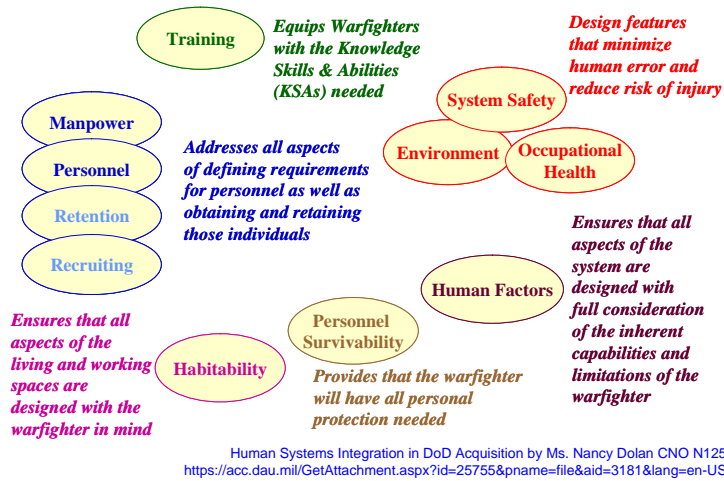 Training
Equips Warfighters
with the Knowledge
Skills & Abilities
(KSAs) needed
Design features
that minimize
human error and
reduce risk of injury
System Safety
Environment
Occupational
Health
Manpower
Personnel
Retention
Recruiting
Addresses all aspects
of defining requirements
for personnel as well as
obtaining and retaining
those individuals
Human Factors
Ensures that all
aspects of the
system are
designed with
full consideration
of the inherent
capabilities and
limitations of the
warfighter
Ensures that all
aspects of the
living and working
spaces are
designed with the
warfighter in mind
Habitability
Personnel
Survivability
Provides that the warfighter
will have all personal
protection needed
Human Systems Integration in DoD Acquisition by Ms. Nancy Dolan CNO N125
https://acc.dau.mil/GetAttachment.aspx?id=25755&pname=file&aid=3181&lang=en-US